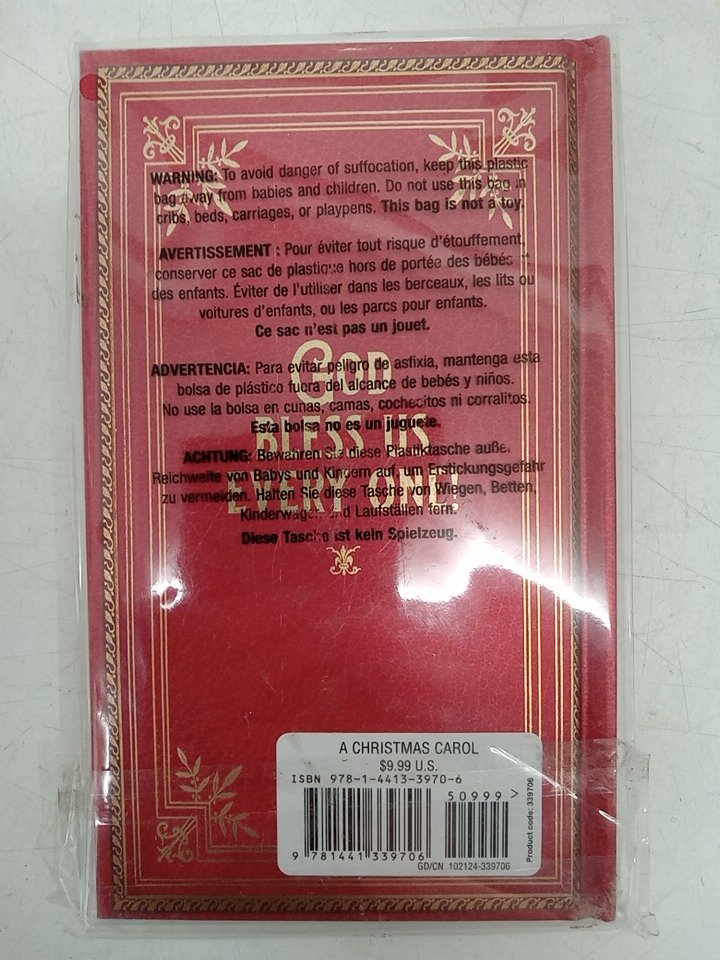 WARNING: To avoid danger of suffocation, keep this plastic
bag away from babies and children. Do not use this bag in
cribs, beds, carriages, or playpens. This bag is not a toy.
AVERTISSEMENT : Pour éviter tout risque d'étouffement,
conserver ce sac de plastique hors de portée des bébés et
des enfants. Éviter de l'utiliser dans les berceaux, les lits ou
voitures d'enfants, ou les parcs pour enfants.
Ce sac n'est pas un jouet.
ADVERTENCIA: Para evitar peligro de asfixia, mantenga esta
bolsa de plástico fuera del alcance de bebés y niños.
No use la bolsa en cunas, camas, cochecitos ni corralitos.
Esta bolsa no es un juguete.
ACHTUNG: Bewahren Sie diese Plastiktasche außer
Reichweite von Babys und Kindern auf, um Erstickungsgefahr
zu vermeiden. Halten Sie diese Tasche von Wiegen, Betten,
Kinderwagen und Laufställen fern.
Diese Tasche ist kein Spielzeug.
GOD
BLESS US
EVERY ONE!
A CHRISTMAS CAROL
$9.99 U.S.
ISBN 978-1-4413-3970-6
50999>
9 781441 339706
GD/CN 102124-339706
Product code: 339706